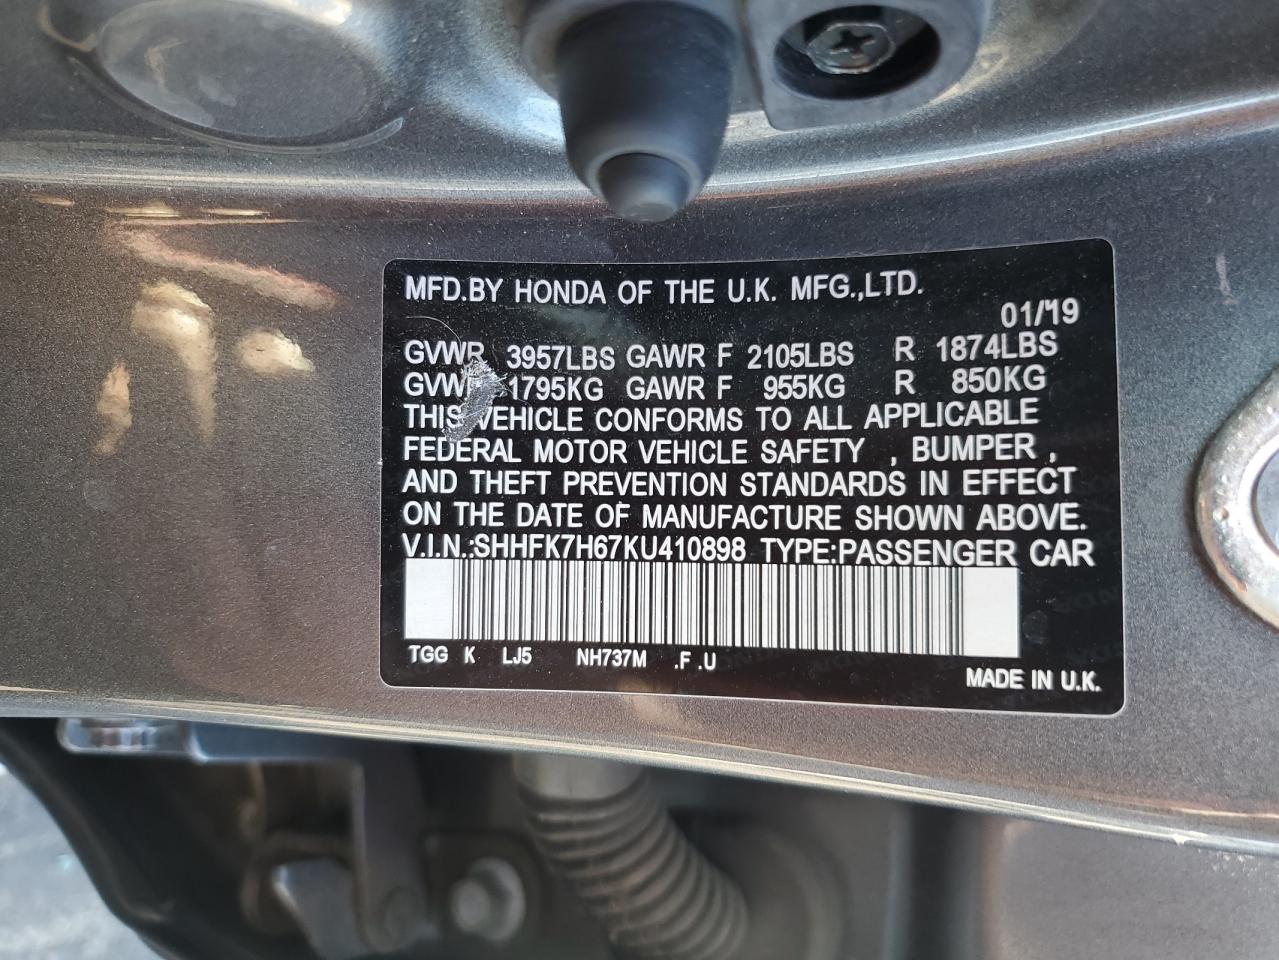 MFD.BY HONDA OF THE U.K. MFG.,LTD.
01/'19
GVWR 3957LBS GAWR F 2105LBS R 1874LBS
GVWR 1795KG GAWR F 955KG R 850KG
THIS VEHICLE CONFORMS TO ALL APPLICABLE
FEDERAL MOTOR VEHICLE SAFETY , BUMPER ,
AND THEFT PREVENTION STANDARDS IN EFFECT
ON THE DATE OF MANUFACTURE SHOWN ABOVE.
V.I.N.:SHHFK7H67KU410898 TYPE:PASSENGER CAR
TGG K LJ5 NH737M .F .U
MADE IN U.K.